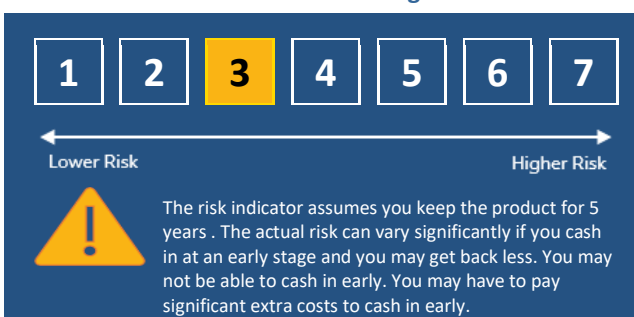 1 2 3 4 5 6 7
Lower Risk Higher Risk
The risk indicator assumes you keep the product for 5
years . The actual risk can vary significantly if you cash
in at an early stage and you may get back less. You may
not be able to cash in early. You may have to pay
significant extra costs to cash in early.